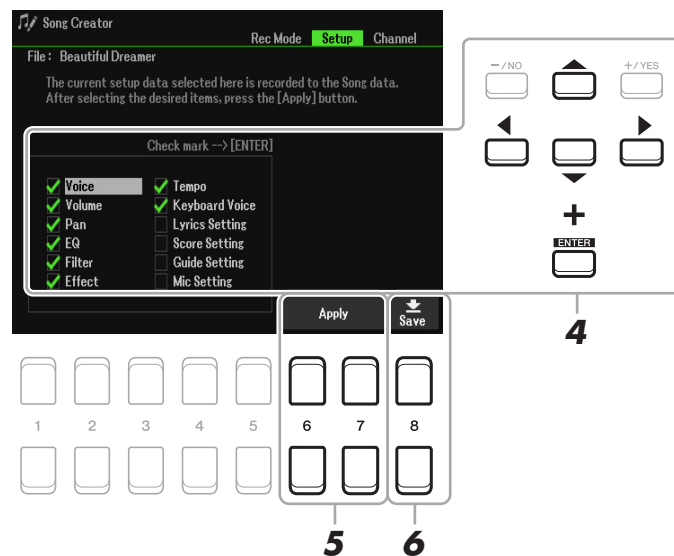 Song Creator
Rec Mode Setup Channel
File : Beautiful Dreamer
The current setup data selected here is recorded to the Song data.
After selecting the desired items, press the [Apply] button.
Check mark --> [ENTER]
Voice Tempo
Volume Keyboard Voice
Pan Lyrics Setting
EQ Score Setting
Filter Guide Setting
Effect Mic Setting
Apply
Save
−/NO +/YES
+
ENTER
4
1 2 3 4 5 6 7 8
5 6